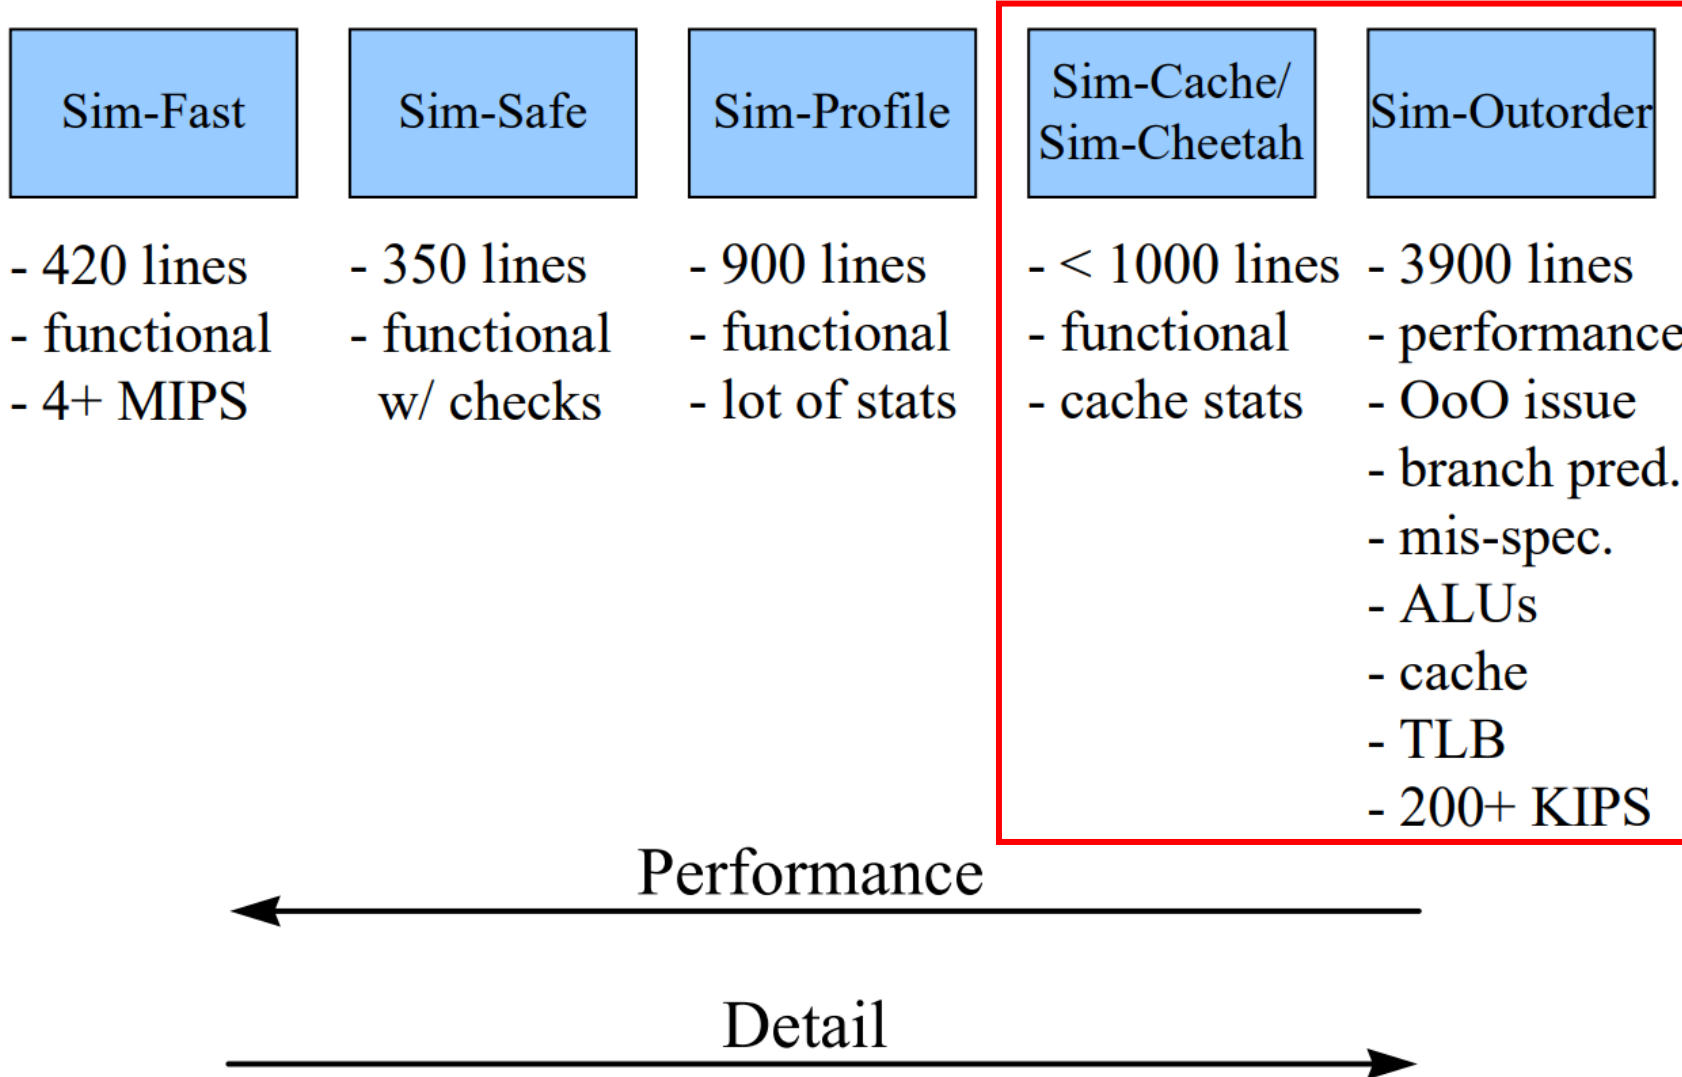 Sim-Fast
- 420 lines
- functional
- 4+ MIPS
Sim-Safe
- 350 lines
- functional
w/ checks
Sim-Profile
- 900 lines
- functional
- lot of stats
Sim-Cache/
Sim-Cheetah
- < 1000 lines
- functional
- cache stats
Sim-Outorder
- 3900 lines
- performance
- OoO issue
- branch pred.
- mis-spec.
- ALUs
- cache
- TLB
- 200+ KIPS
Performance
Detail